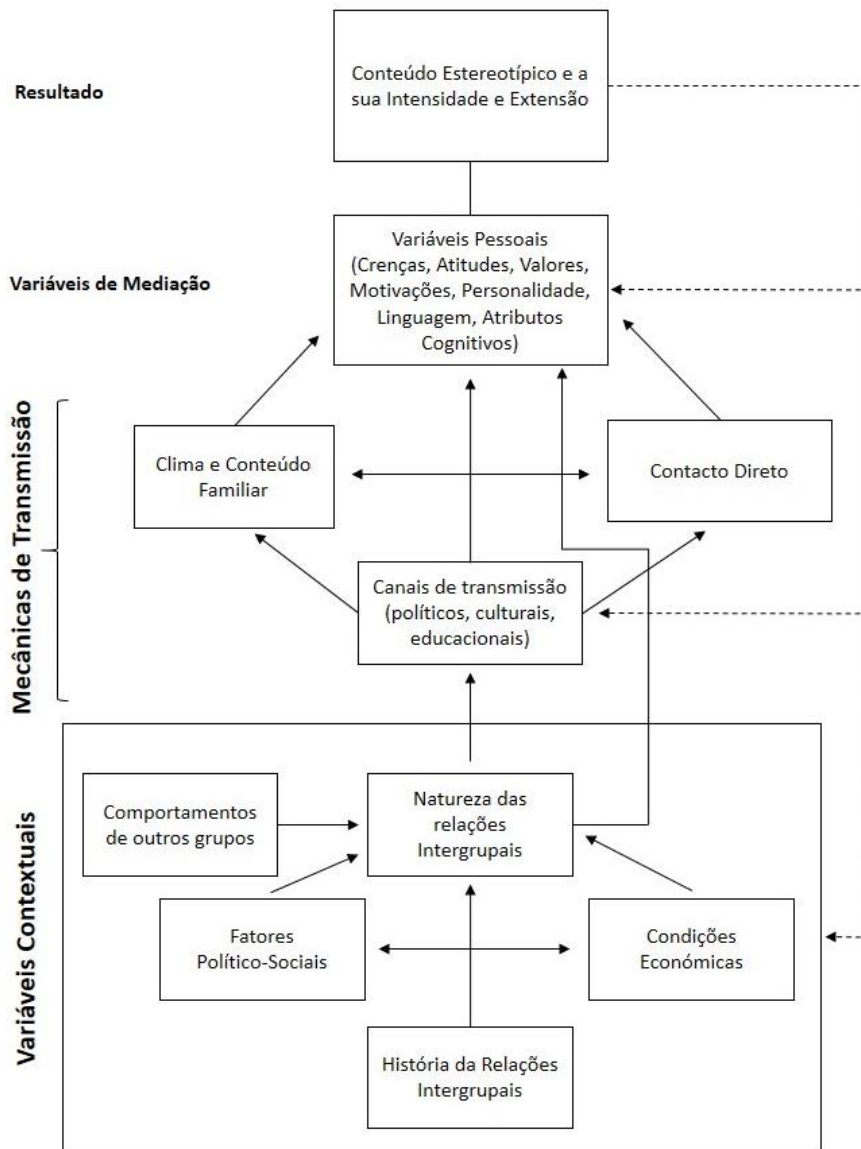 Resultado
Conteúdo Estereotípico e a
sua Intensidade e Extensão
Variáveis de Mediação
Variáveis Pessoais
(Crenças, Atitudes, Valores,
Motivações, Personalidade,
Linguagem, Atributos
Cognitivos)
Mecânicas de Transmissão
Clima e Conteúdo
Familiar
Contacto Direto
Canais de transmissão
(políticos, culturais,
educacionais)
Variáveis Contextuais
Comportamentos
de outros grupos
Natureza das
relações
Intergrupais
Fatores
Político-Sociais
Condições
Económicas
História da Relações
Intergrupais